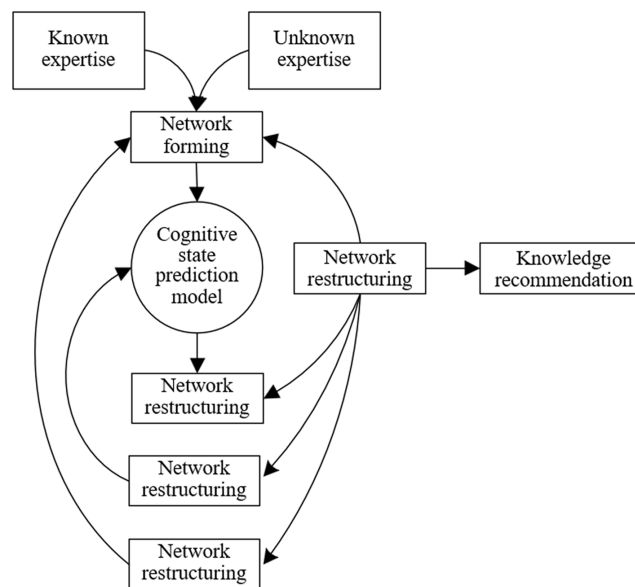 Known
expertise
Unknown
expertise
Network
forming
Cognitive
state
prediction
model
Network
restructuring
Knowledge
recommendation
Network
restructuring
Network
restructuring
Network
restructuring